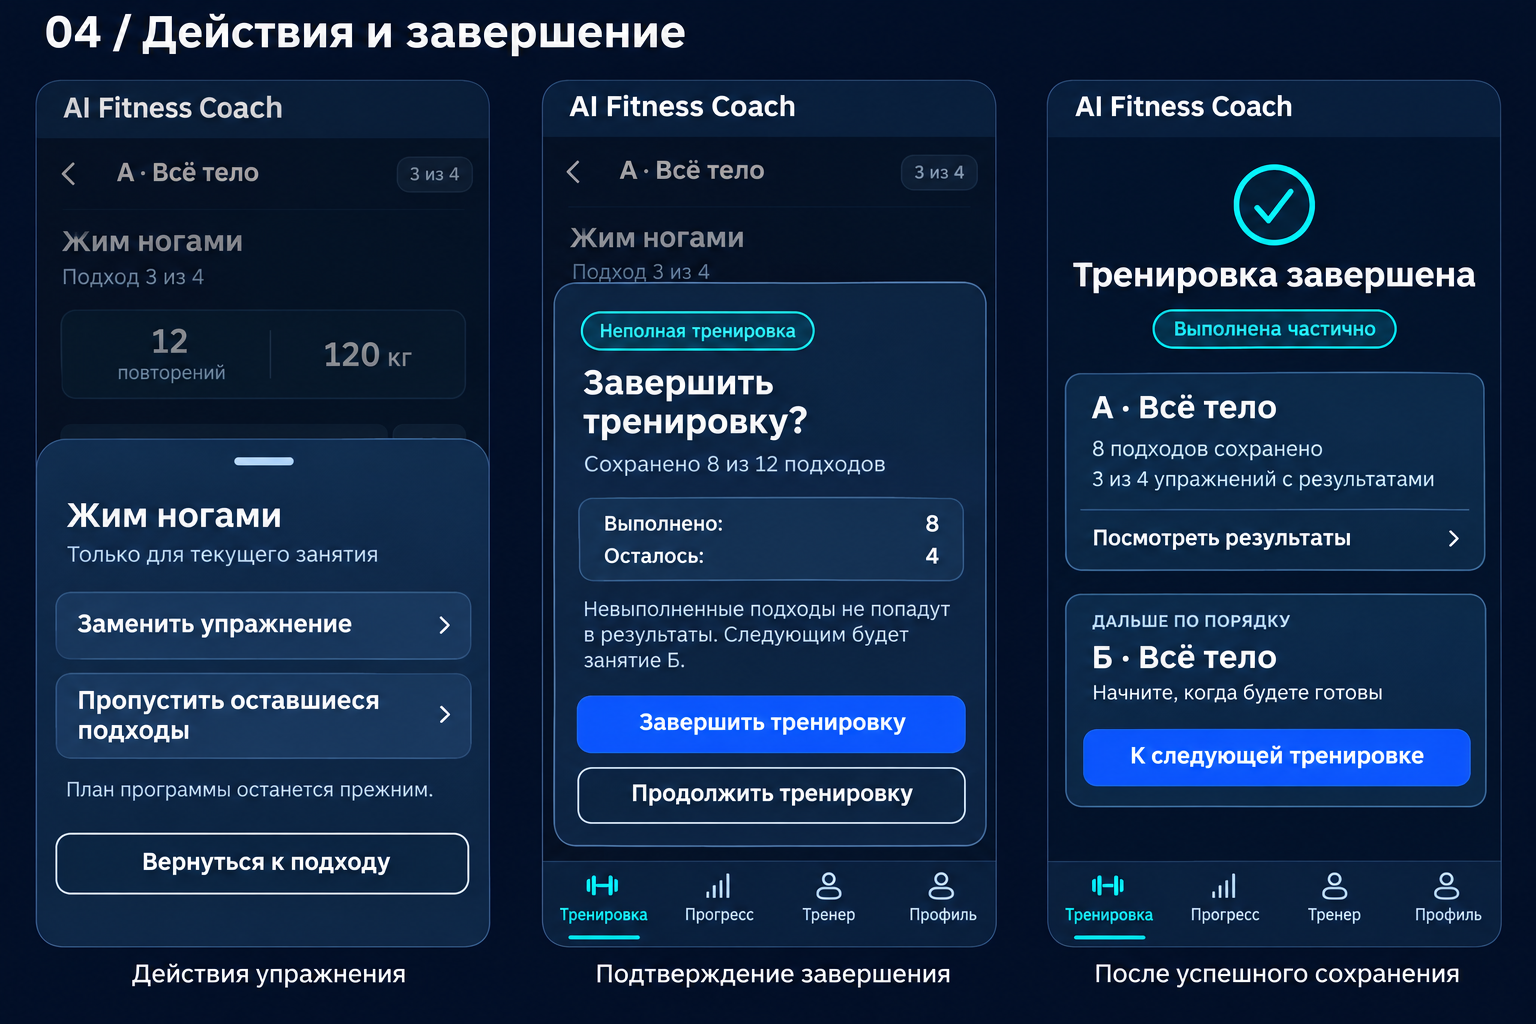 04 / Действия и завершение
AI Fitness Coach
А · Всё тело
3 из 4
Жим ногами
Подход 3 из 4
12
повторений
120 кг
Жим ногами
Только для текущего занятия
Заменить упражнение
Пропустить оставшиеся
подходы
План программы останется прежним.
Вернуться к подходу
Действия упражнения
AI Fitness Coach
А · Всё тело
3 из 4
Жим ногами
Подход 3 из 4
Неполная тренировка
Завершить
тренировку?
Сохранено 8 из 12 подходов
Выполнено: 8
Осталось: 4
Невыполненные подходы не попадут
в результаты. Следующим будет
занятие Б.
Завершить тренировку
Продолжить тренировку
Тренировка
Прогресс
Тренер
Профиль
Подтверждение завершения
AI Fitness Coach
Тренировка завершена
Выполнена частично
А · Всё тело
8 подходов сохранено
3 из 4 упражнений с результатами
Посмотреть результаты
ДАЛЬШЕ ПО ПОРЯДКУ
Б · Всё тело
Начните, когда будете готовы
К следующей тренировке
Тренировка
Прогресс
Тренер
Профиль
После успешного сохранения